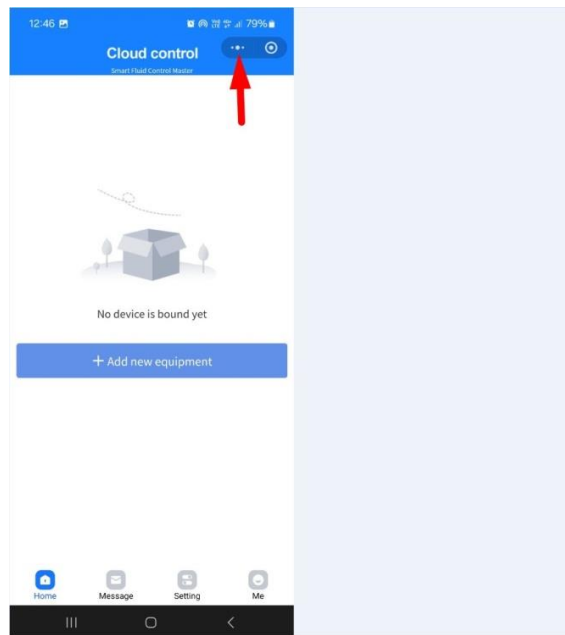 12:46 79%
Cloud control
Smart Fluid Control Master
No device is bound yet
+ Add new equipment
Home Message Setting Me